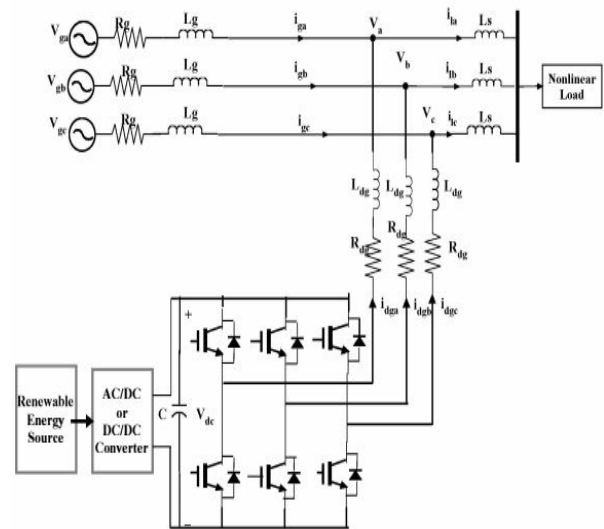 Vga Rg Lg iga Va ila Ls
Vgb Rg Lg igb Vb ilb Ls
Vgc Rg Lg igc Vc ilc Ls
Nonlinear
Load
Ldg Ldg Ldg
Rdg Rdg Rdg
idga idgb idgc
+
Renewable
Energy
Source
AC/DC
or
DC/DC
Converter
C Vdc
−